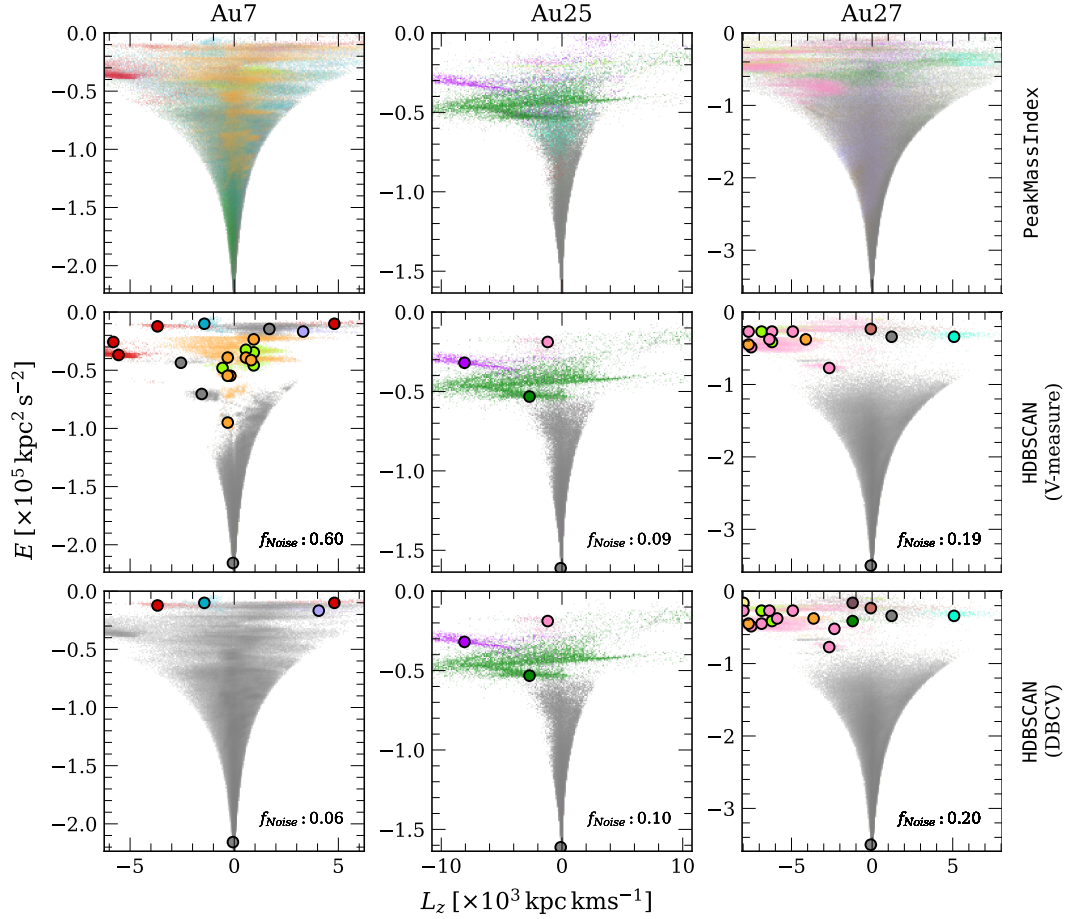 Au7 Au25 Au27
0.0 −0.5 −1.0 −1.5 −2.0
0.0 −0.5 −1.0 −1.5
0 −1 −2 −3
PeakMassIndex
0.0 −0.5 −1.0 −1.5 −2.0
f_Noise : 0.60
0.0 −0.5 −1.0 −1.5
f_Noise : 0.09
0 −1 −2 −3
f_Noise : 0.19
HDBSCAN
(V-measure)
E [×10⁵ kpc² s⁻²]
0.0 −0.5 −1.0 −1.5 −2.0
f_Noise : 0.06
0.0 −0.5 −1.0 −1.5
f_Noise : 0.10
0 −1 −2 −3
f_Noise : 0.20
HDBSCAN
(DBCV)
−5 0 5 −10 0 10 −5 0 5
L_z [×10³ kpc kms⁻¹]